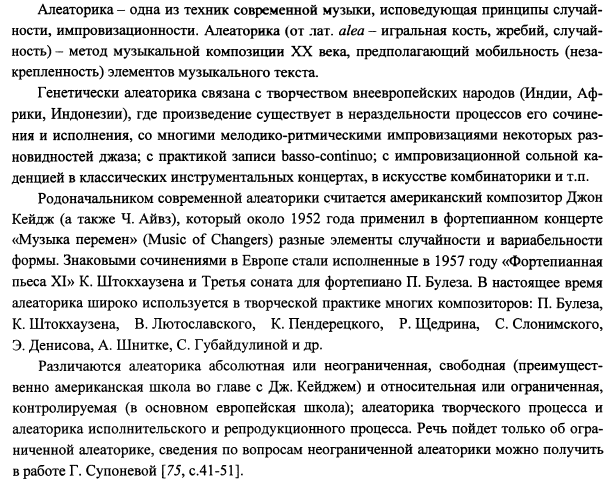 Алеаторика – одна из техник современной музыки, исповедующая принципы случай-
ности, импровизационности. Алеаторика (от лат. alea – игральная кость, жребий, случай-
ность) – метод музыкальной композиции XX века, предполагающий мобильность (неза-
крепленность) элементов музыкального текста.
Генетически алеаторика связана с творчеством внеевропейских народов (Индии, Аф-
рики, Индонезии), где произведение существует в нераздельности процессов его сочине-
ния и исполнения, со многими мелодико-ритмическими импровизациями некоторых раз-
новидностей джаза; с практикой записи basso-continuo; с импровизационной сольной ка-
денцией в классических инструментальных концертах, в искусстве комбинаторики и т.п.
Родоначальником современной алеаторики считается американский композитор Джон
Кейдж (а также Ч. Айвз), который около 1952 года применил в фортепианном концерте
«Музыка перемен» (Music of Changers) разные элементы случайности и вариабельности
формы. Знаковыми сочинениями в Европе стали исполненные в 1957 году «Фортепианная
пьеса XI» К. Штокхаузена и Третья соната для фортепиано П. Булеза. В настоящее время
алеаторика широко используется в творческой практике многих композиторов: П. Булеза,
К. Штокхаузена, В. Лютославского, К. Пендерецкого, Р. Щедрина, С. Слонимского,
Э. Денисова, А. Шнитке, С. Губайдулиной и др.
Различаются алеаторика абсолютная или неограниченная, свободная (преимущест-
венно американская школа во главе с Дж. Кейджем) и относительная или ограниченная,
контролируемая (в основном европейская школа); алеаторика творческого процесса и
алеаторика исполнительского и репродукционного процесса. Речь пойдет только об огра-
ниченной алеаторике, сведения по вопросам неограниченной алеаторики можно получить
в работе Г. Супоневой [75, с.41-51].